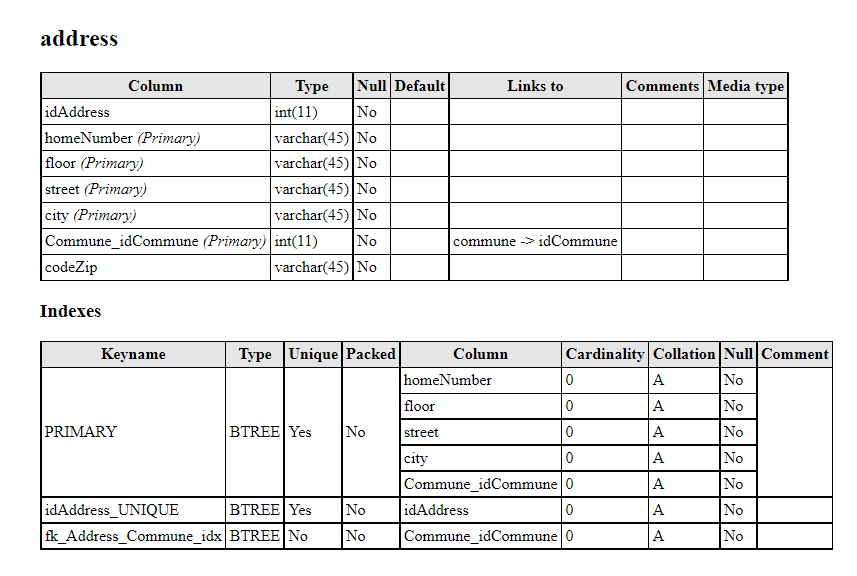 address
Column Type Null Default Links to Comments Media type
idAddress int(11) No
homeNumber (Primary) varchar(45) No
floor (Primary) varchar(45) No
street (Primary) varchar(45) No
city (Primary) varchar(45) No
Commune_idCommune (Primary) int(11) No commune -> idCommune
codeZip varchar(45) No
Indexes
Keyname Type Unique Packed Column Cardinality Collation Null Comment
homeNumber 0 A No
floor 0 A No
PRIMARY BTREE Yes No street 0 A No
city 0 A No
Commune_idCommune 0 A No
idAddress_UNIQUE BTREE Yes No idAddress 0 A No
fk_Address_Commune_idx BTREE No No Commune_idCommune 0 A No